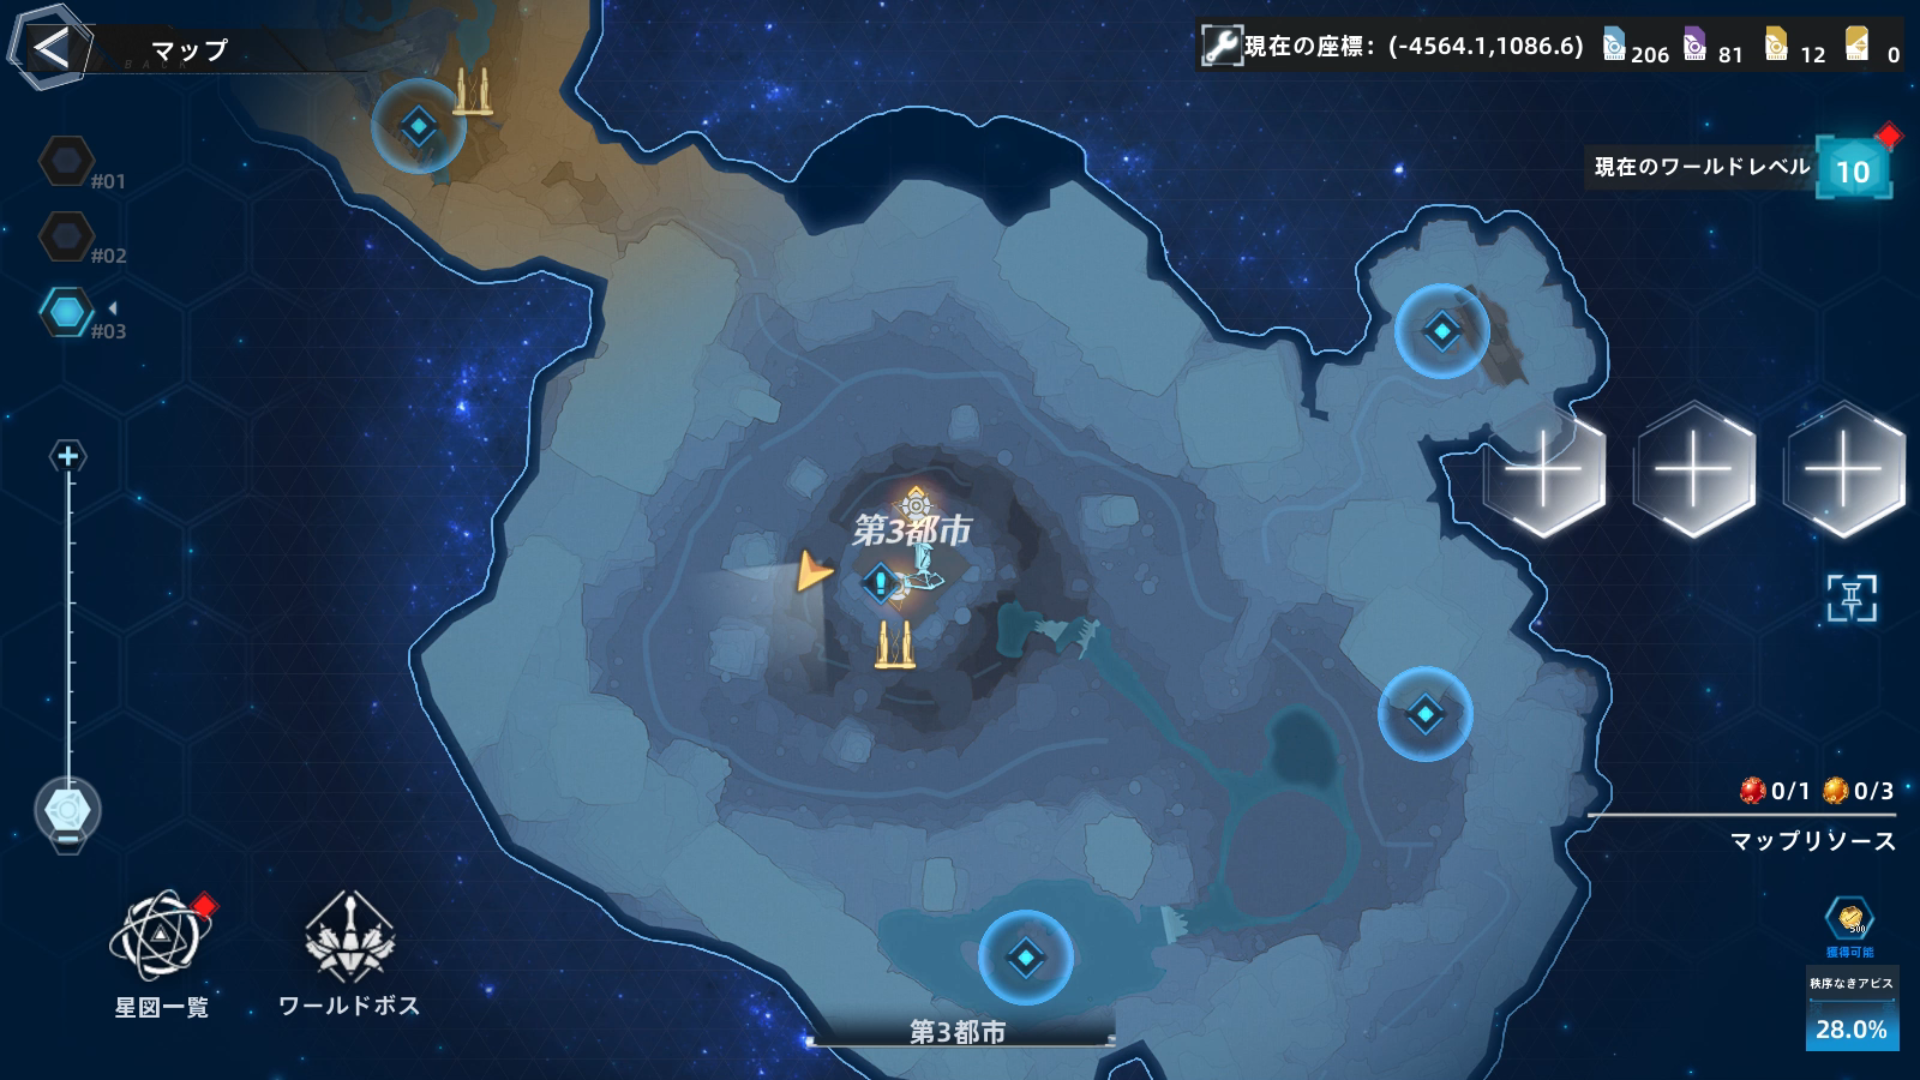 マップ
BACK
現在の座標：(-4564.1,1086.6)
206
81
12
0
現在のワールドレベル
10
#01
#02
#03
第3都市
0/1
0/3
マップリソース
500
獲得可能
秩序なきアビス
28.0%
星図一覧
ワールドボス
第3都市